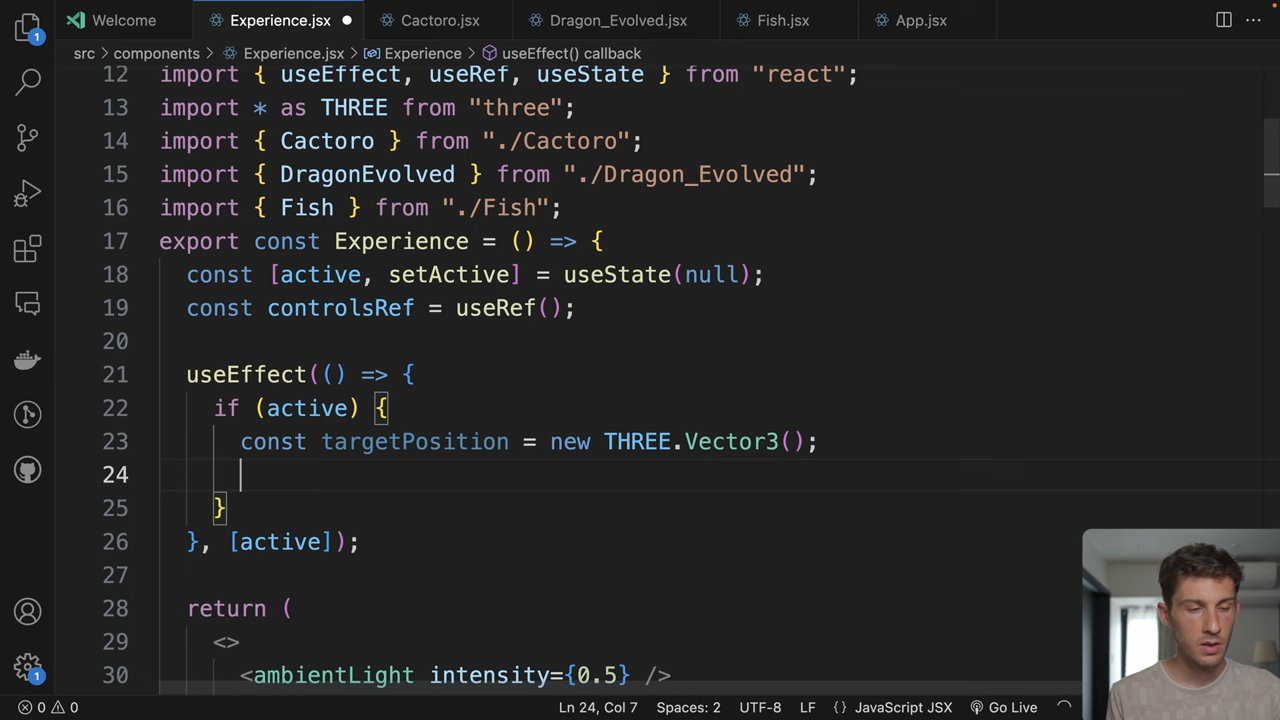 Welcome
Experience.jsx
Cactoro.jsx
Dragon_Evolved.jsx
Fish.jsx
App.jsx
src > components > Experience.jsx > Experience > useEffect() callback
12 import { useEffect, useRef, useState } from "react";
13 import * as THREE from "three";
14 import { Cactoro } from "./Cactoro";
15 import { DragonEvolved } from "./Dragon_Evolved";
16 import { Fish } from "./Fish";
17 export const Experience = () => {
18 const [active, setActive] = useState(null);
19 const controlsRef = useRef();
20
21 useEffect(() => {
22 if (active) {
23 const targetPosition = new THREE.Vector3();
24
25 }
26 }, [active]);
27
28 return (
29 <>
30 <ambientLight intensity={0.5} />
1
1
0 0
Ln 24, Col 7
Spaces: 2
UTF-8
LF
{} JavaScript JSX
Go Live